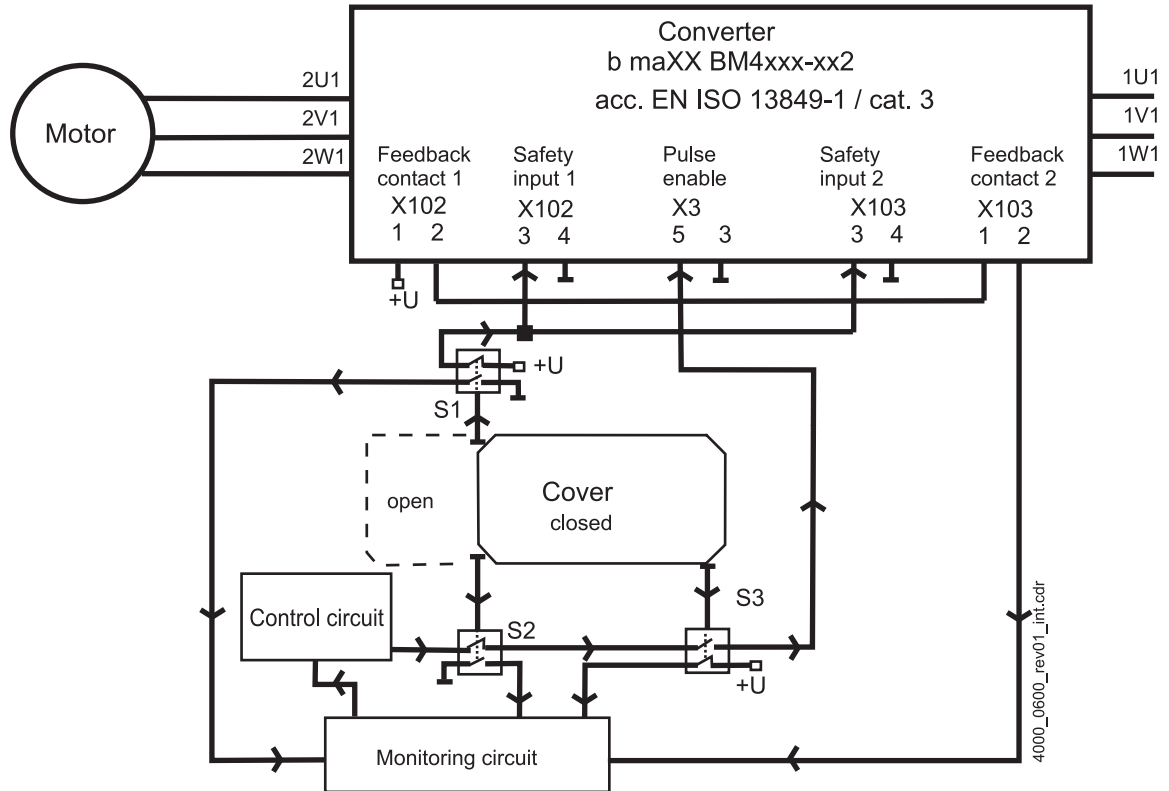 Converter
b maXX BM4xxx-xx2
acc. EN ISO 13849-1 / cat. 3
2U1
2V1
2W1
Motor
1U1
1V1
1W1
Feedback
contact 1
X102
1 2
Safety
input 1
X102
3 4
Pulse
enable
X3
5 3
Safety
input 2
X103
3 4
Feedback
contact 2
X103
1 2
+U
+U
S1
open
Cover
closed
Control circuit
S2
S3
+U
Monitoring circuit
4000_0600_rev01_int.cdr